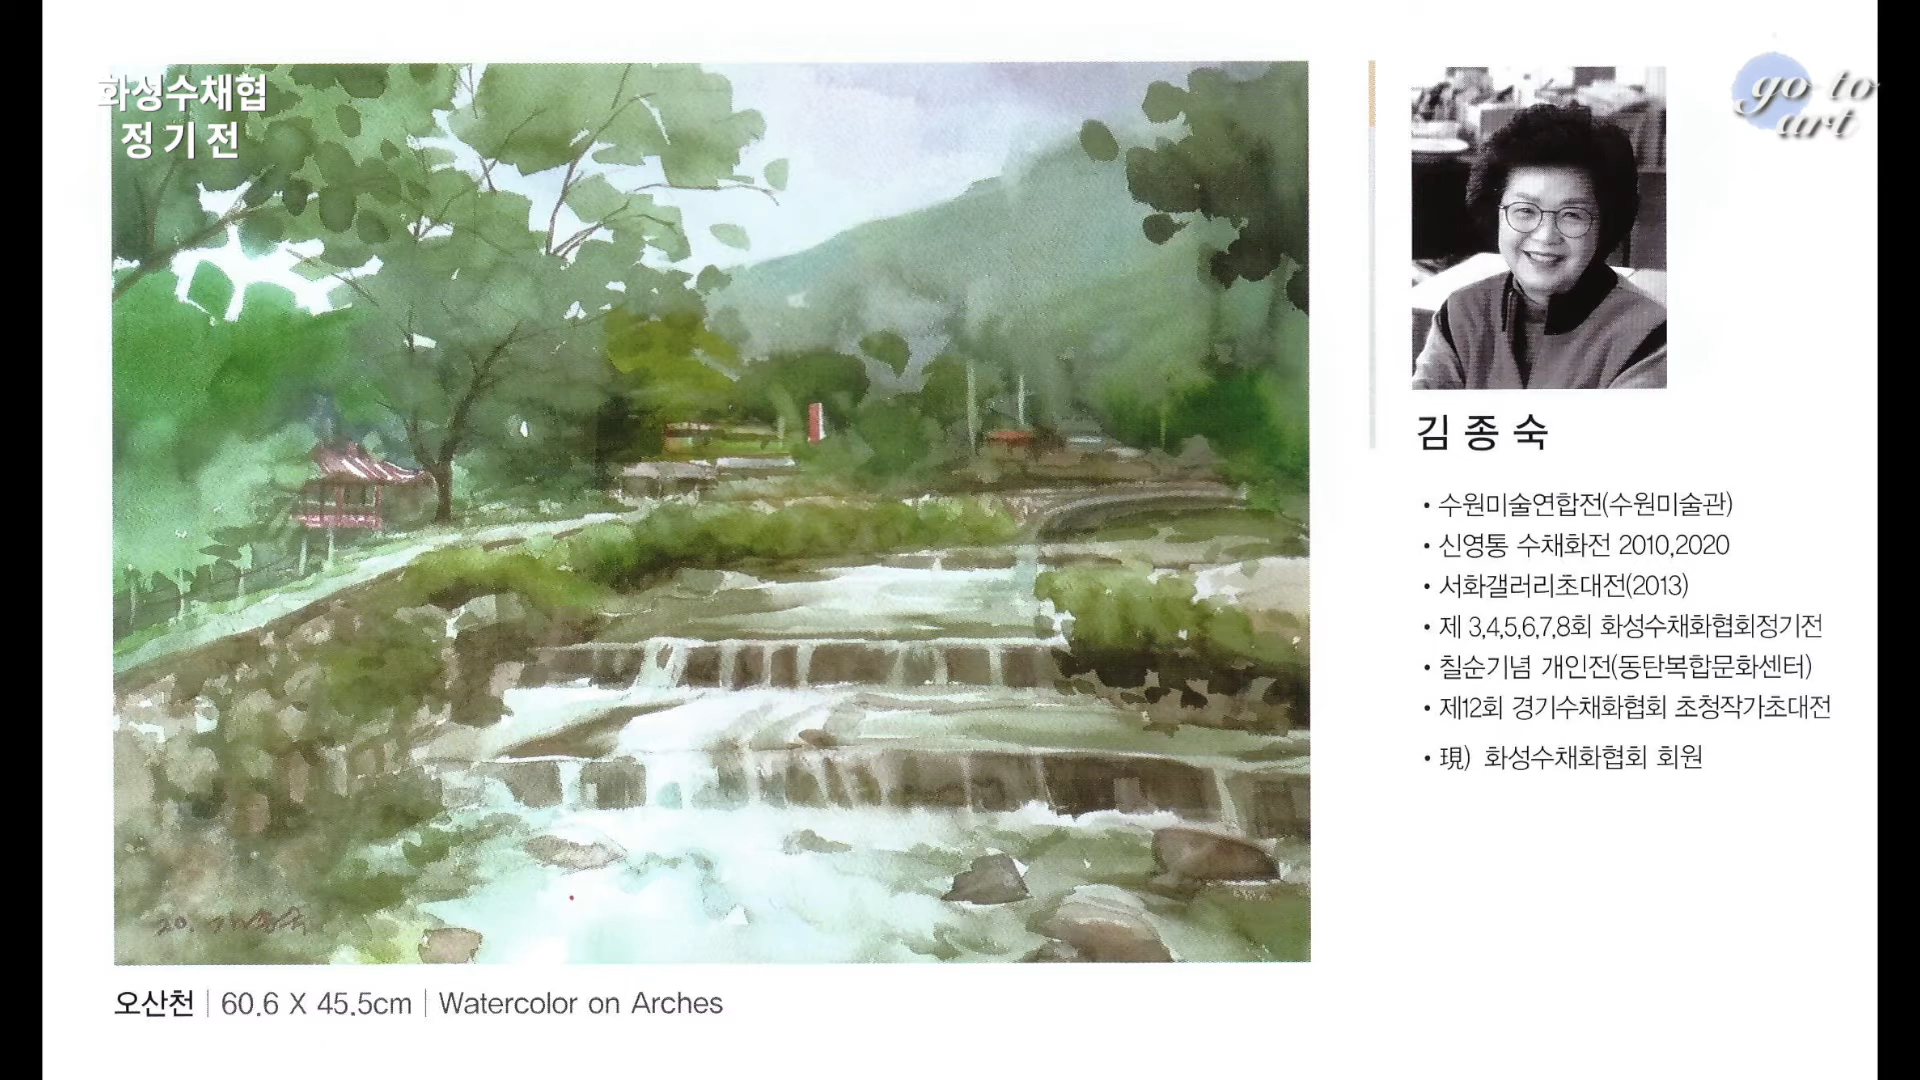 화성수채협
정기전
go to
art
김종숙
• 수원미술연합전(수원미술관)
• 신영통 수채화전 2010,2020
• 서화갤러리초대전(2013)
• 제 3,4,5,6,7,8회 화성수채화협회정기전
• 칠순기념 개인전(동탄복합문화센터)
• 제12회 경기수채화협회 초청작가초대전
• 現) 화성수채화협회 회원
20. 김종숙
오산천 | 60.6 X 45.5cm | Watercolor on Arches